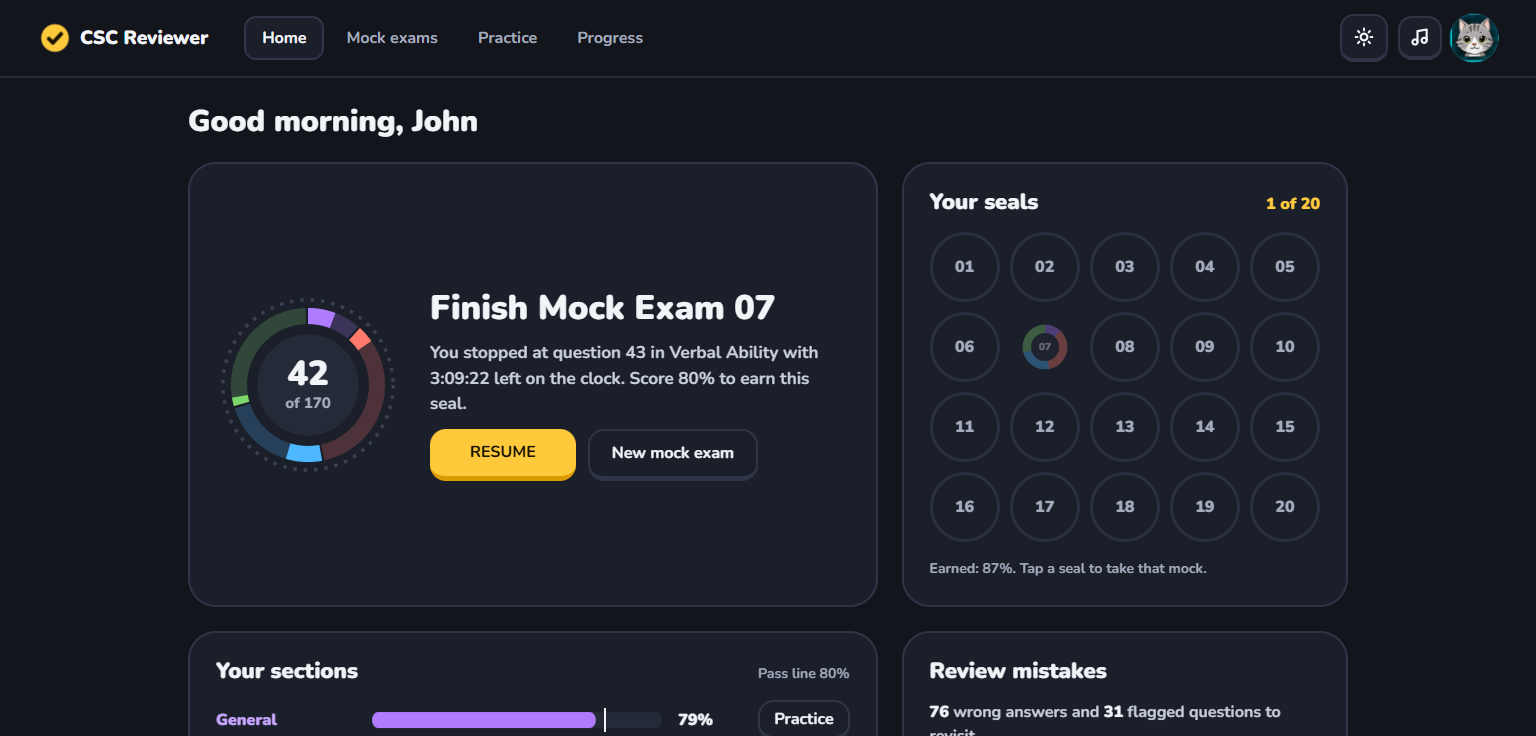 CSC Reviewer
Home
Mock exams
Practice
Progress
Good morning, John
42
of 170
Finish Mock Exam 07
You stopped at question 43 in Verbal Ability with
3:09:22 left on the clock. Score 80% to earn this
seal.
RESUME
New mock exam
Your seals
1 of 20
01 02 03 04 05
06 07 08 09 10
11 12 13 14 15
16 17 18 19 20
Earned: 87%. Tap a seal to take that mock.
Your sections
Pass line 80%
General
79%
Practice
Review mistakes
76 wrong answers and 31 flagged questions to
revisit